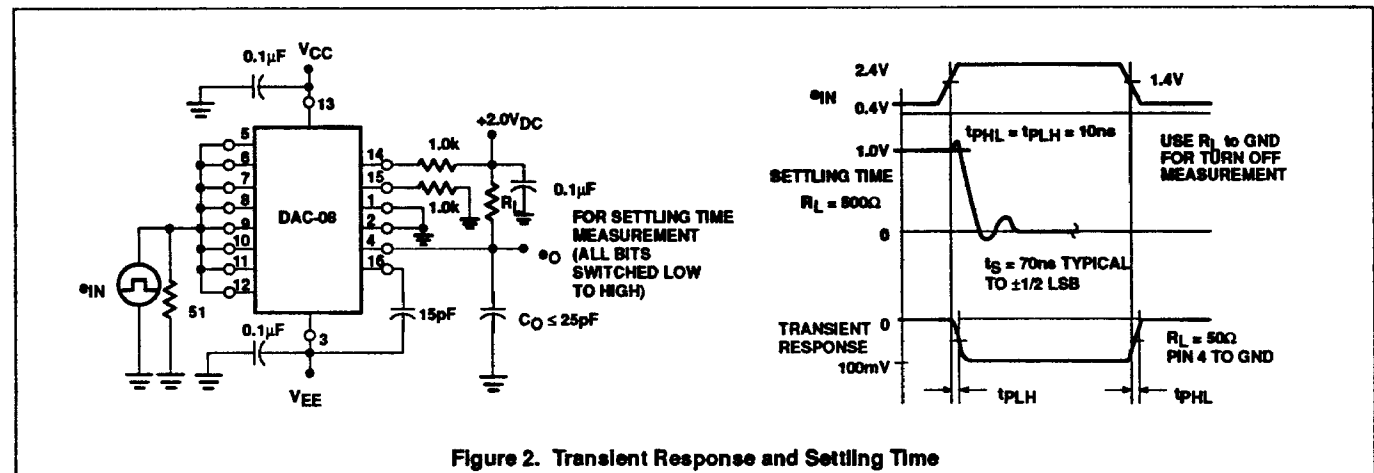 0.1µF
VCC
13
5
6
7
8
9
10
11
12
DAC-08
14
15
1
2
4
16
3
1.0k
1.0k
+2.0VDC
RL
0.1µF
FOR SETTLING TIME
MEASUREMENT
(ALL BITS
SWITCHED LOW
TO HIGH)
eO
eIN
51
0.1µF
15pF
CO ≤ 25pF
VEE
2.4V
eIN
0.4V
1.4V
tPHL = tPLH = 10ns
USE RL to GND
FOR TURN OFF
MEASUREMENT
1.0V
SETTLING TIME
RL = 500Ω
0
tS = 70ns TYPICAL
TO ±1/2 LSB
TRANSIENT
RESPONSE
0
100mV
RL = 50Ω
PIN 4 TO GND
tPLH
tPHL
Figure 2. Transient Response and Settling Time